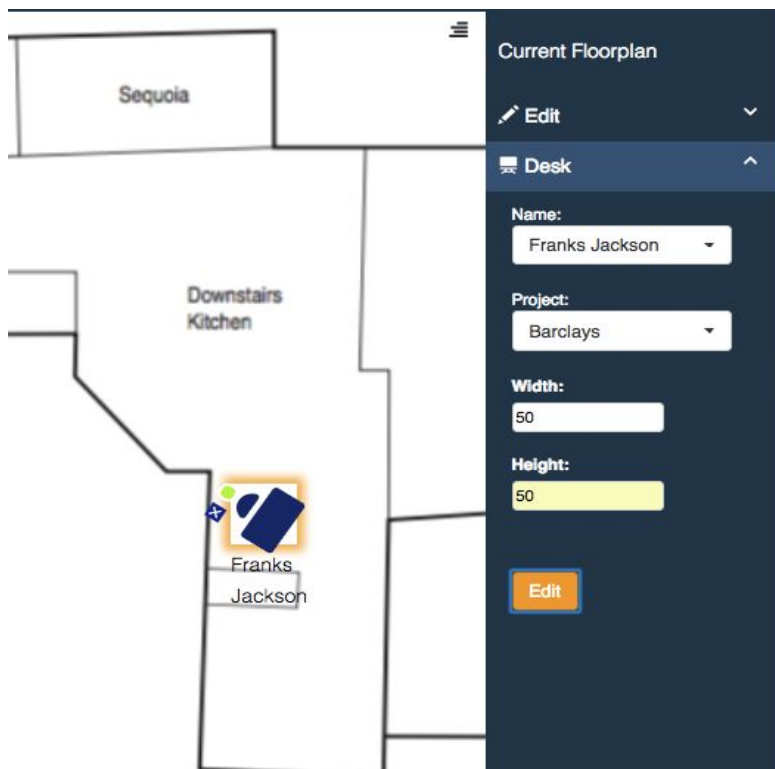 Sequoia
Downstairs
Kitchen
Franks
Jackson
Current Floorplan
Edit
Desk
Name:
Franks Jackson
Project:
Barclays
Width:
50
Height:
50
Edit